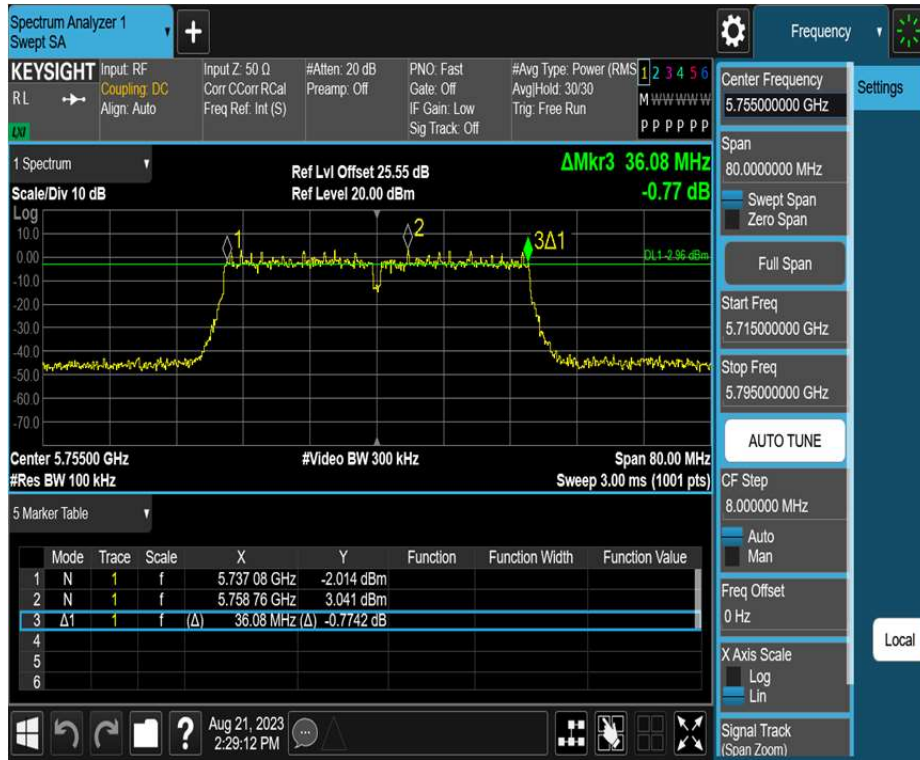 Spectrum Analyzer 1
Swept SA
+
Frequency
KEYSIGHT
RL
LXI
Input: RF
Coupling: DC
Align: Auto
Input Z: 50 Ω
Corr CCorr RCal
Freq Ref: Int (S)
#Atten: 20 dB
Preamp: Off
PNO: Fast
Gate: Off
IF Gain: Low
Sig Track: Off
#Avg Type: Power (RMS
Avg|Hold: 30/30
Trig: Free Run
1 2 3 4 5 6
M W W W W W
P P P P P P
1 Spectrum
Scale/Div 10 dB
Ref Lvl Offset 25.55 dB
Ref Level 20.00 dBm
ΔMkr3 36.08 MHz
-0.77 dB
Log
10.0
0.00
-10.0
-20.0
-30.0
-40.0
-50.0
-60.0
-70.0
1
2
3Δ1
DL1 -2.96 dBm
Center 5.75500 GHz
#Res BW 100 kHz
#Video BW 300 kHz
Span 80.00 MHz
Sweep 3.00 ms (1001 pts)
5 Marker Table
Mode Trace Scale X Y Function Function Width Function Value
1 N 1 f 5.737 08 GHz -2.014 dBm
2 N 1 f 5.758 76 GHz 3.041 dBm
3 Δ1 1 f (Δ) 36.08 MHz (Δ) -0.7742 dB
4
5
6
Aug 21, 2023
2:29:12 PM
Center Frequency
5.755000000 GHz
Span
80.0000000 MHz
Swept Span
Zero Span
Full Span
Start Freq
5.715000000 GHz
Stop Freq
5.795000000 GHz
AUTO TUNE
CF Step
8.000000 MHz
Auto
Man
Freq Offset
0 Hz
X Axis Scale
Log
Lin
Signal Track
(Span Zoom)
Settings
Local